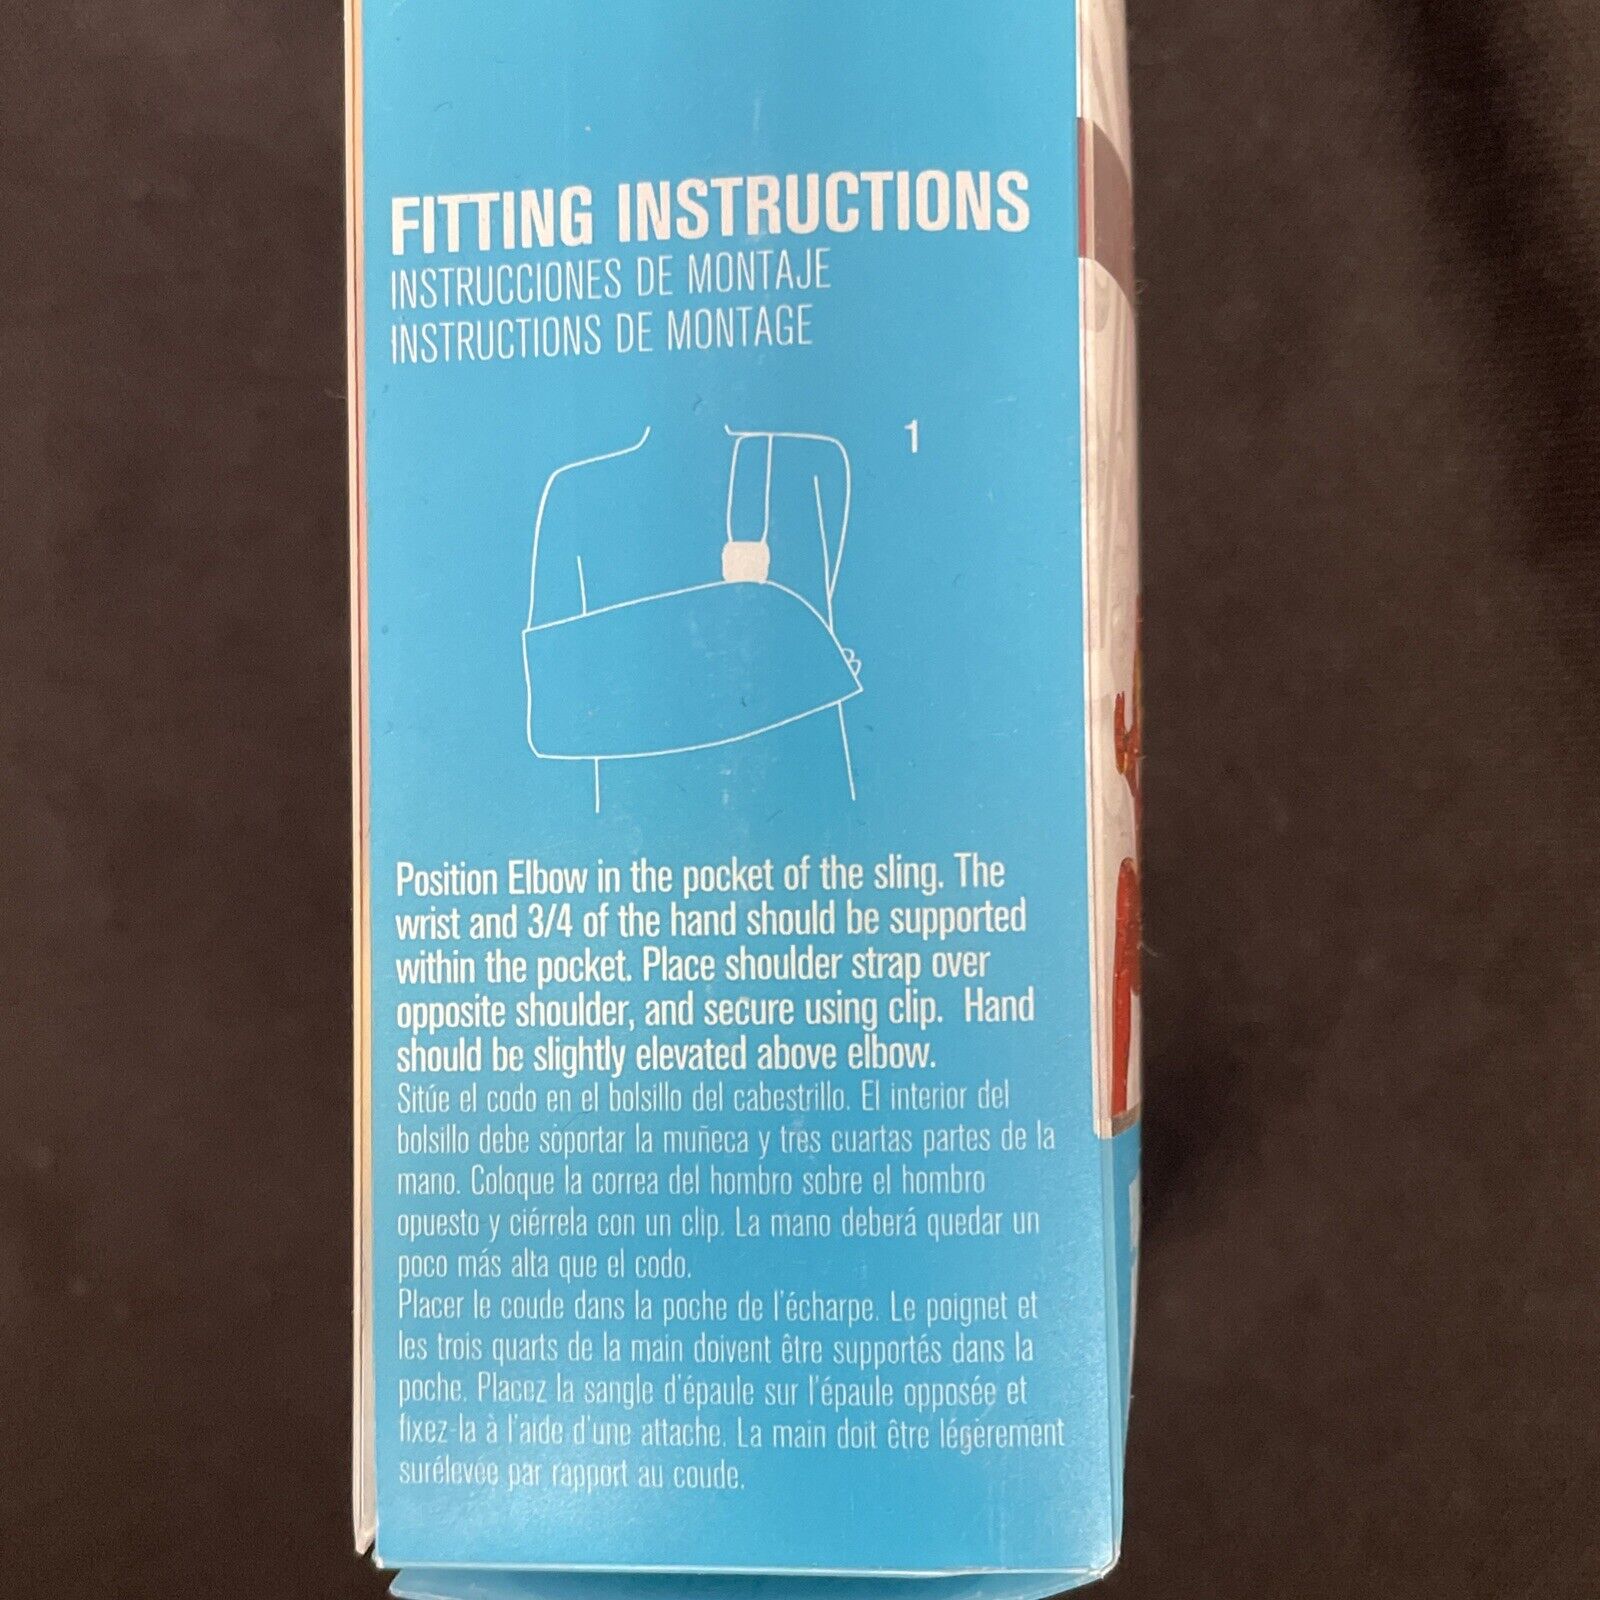 FITTING INSTRUCTIONS
INSTRUCCIONES DE MONTAJE
INSTRUCTIONS DE MONTAGE
1
Position Elbow in the pocket of the sling. The
wrist and 3/4 of the hand should be supported
within the pocket. Place shoulder strap over
opposite shoulder, and secure using clip. Hand
should be slightly elevated above elbow.
Sitúe el codo en el bolsillo del cabestrillo. El interior del
bolsillo debe soportar la muñeca y tres cuartas partes de la
mano. Coloque la correa del hombro sobre el hombro
opuesto y ciérrela con un clip. La mano deberá quedar un
poco más alta que el codo.
Placer le coude dans la poche de l'écharpe. Le poignet et
les trois quarts de la main doivent être supportés dans la
poche. Placez la sangle d'épaule sur l'épaule opposée et
fixez-la à l'aide d'une attache. La main doit être légèrement
surélevée par rapport au coude.